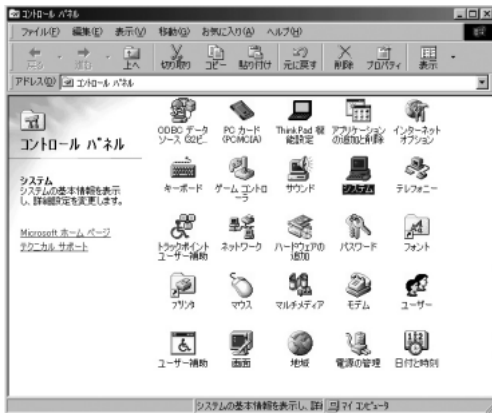 コントロール パネル
ファイル(F) 編集(E) 表示(V) 移動(G) お気に入り(A) ヘルプ(H)
戻る 進む 上へ 切り取り コピー 貼り付け 元に戻す 削除 プロパティ 表示
アドレス(D) コントロール パネル
コントロール パネル
システム
システムの基本情報を表示
し、詳細設定を変更します。
Microsoft ホーム ページ
テクニカル サポート
ODBC データ
ソース (32ビ...
PC カード
(PCMCIA)
ThinkPad 機
能設定
アプリケーション
の追加と削除
インターネット
オプション
キーボード
ゲーム コントロ
ーラ
サウンド
システム
テレフォニー
トラックポイント
ユーザー補助
ネットワーク
ハードウェアの
追加
パスワード
フォント
プリンタ
マウス
マルチメディア
モデム
ユーザー
ユーザー補助
画面
地域
電源の管理
日付と時刻
システムの基本情報を表示し、詳 マイ コンピュータ